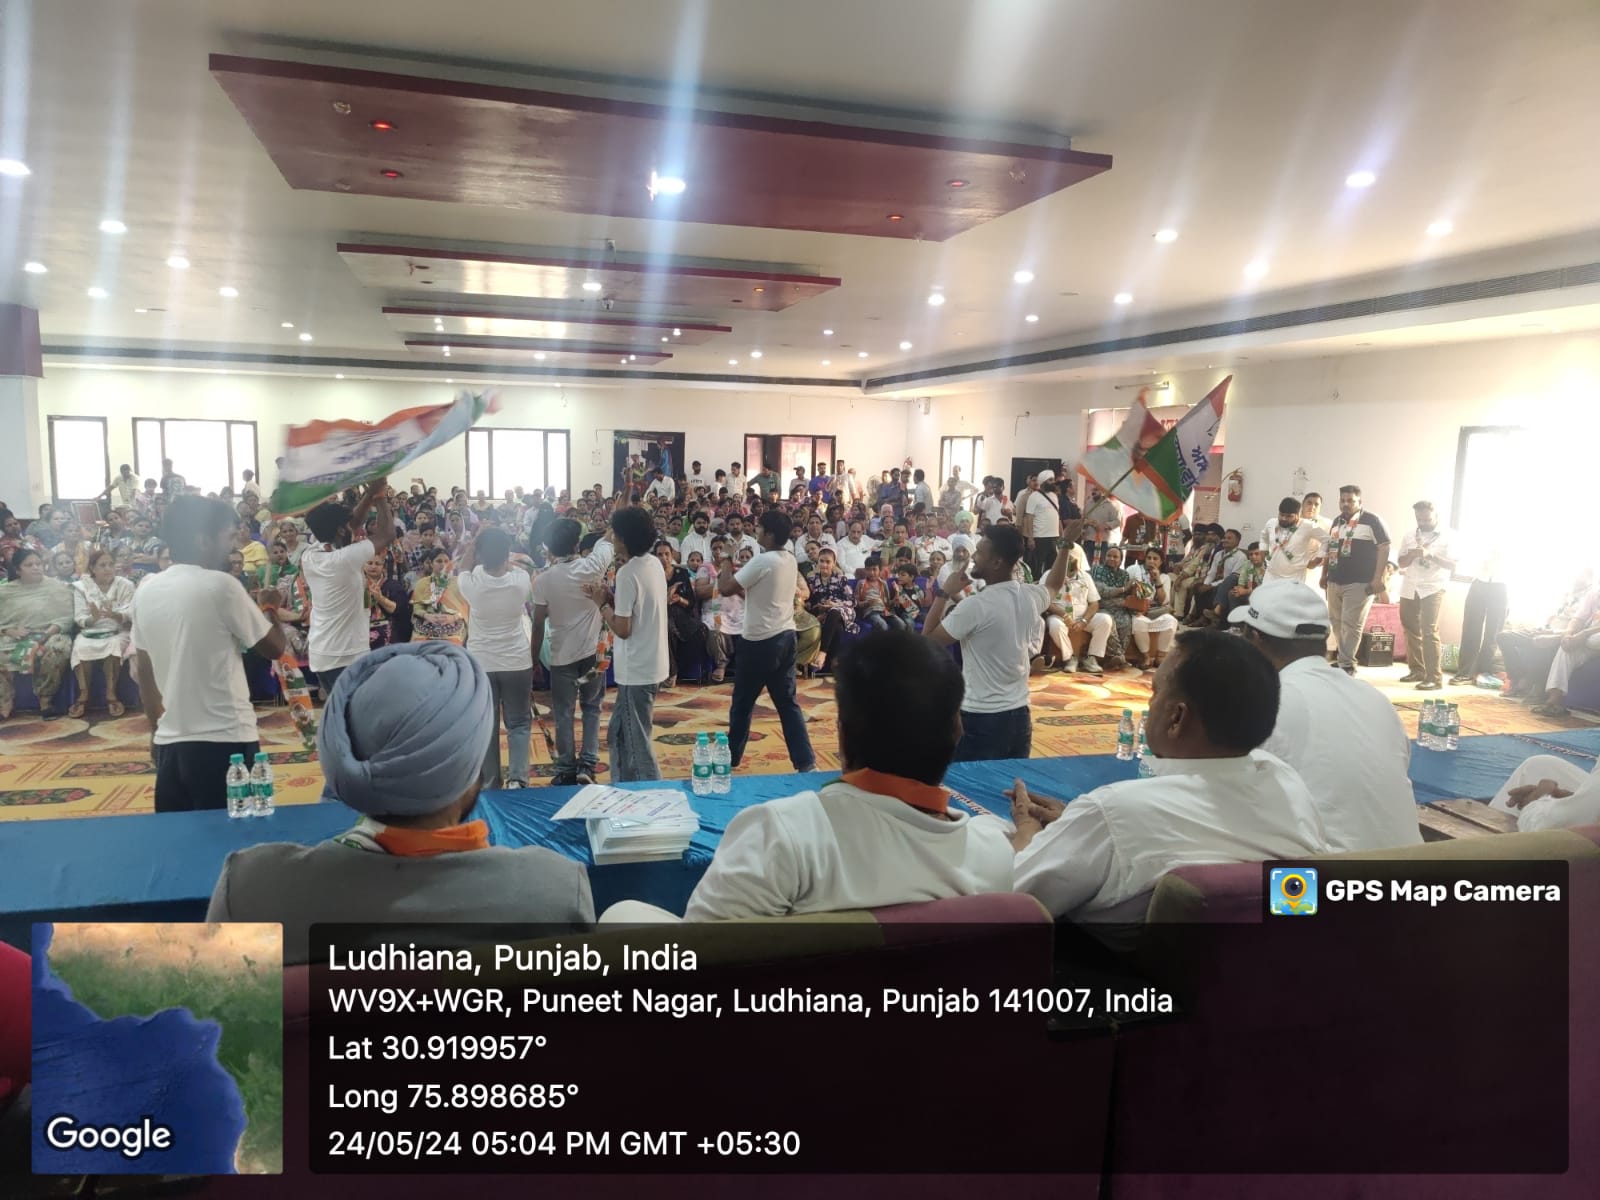 GPS Map Camera
Ludhiana, Punjab, India
WV9X+WGR, Puneet Nagar, Ludhiana, Punjab 141007, India
Lat 30.919957°
Long 75.898685°
24/05/24 05:04 PM GMT +05:30
Google